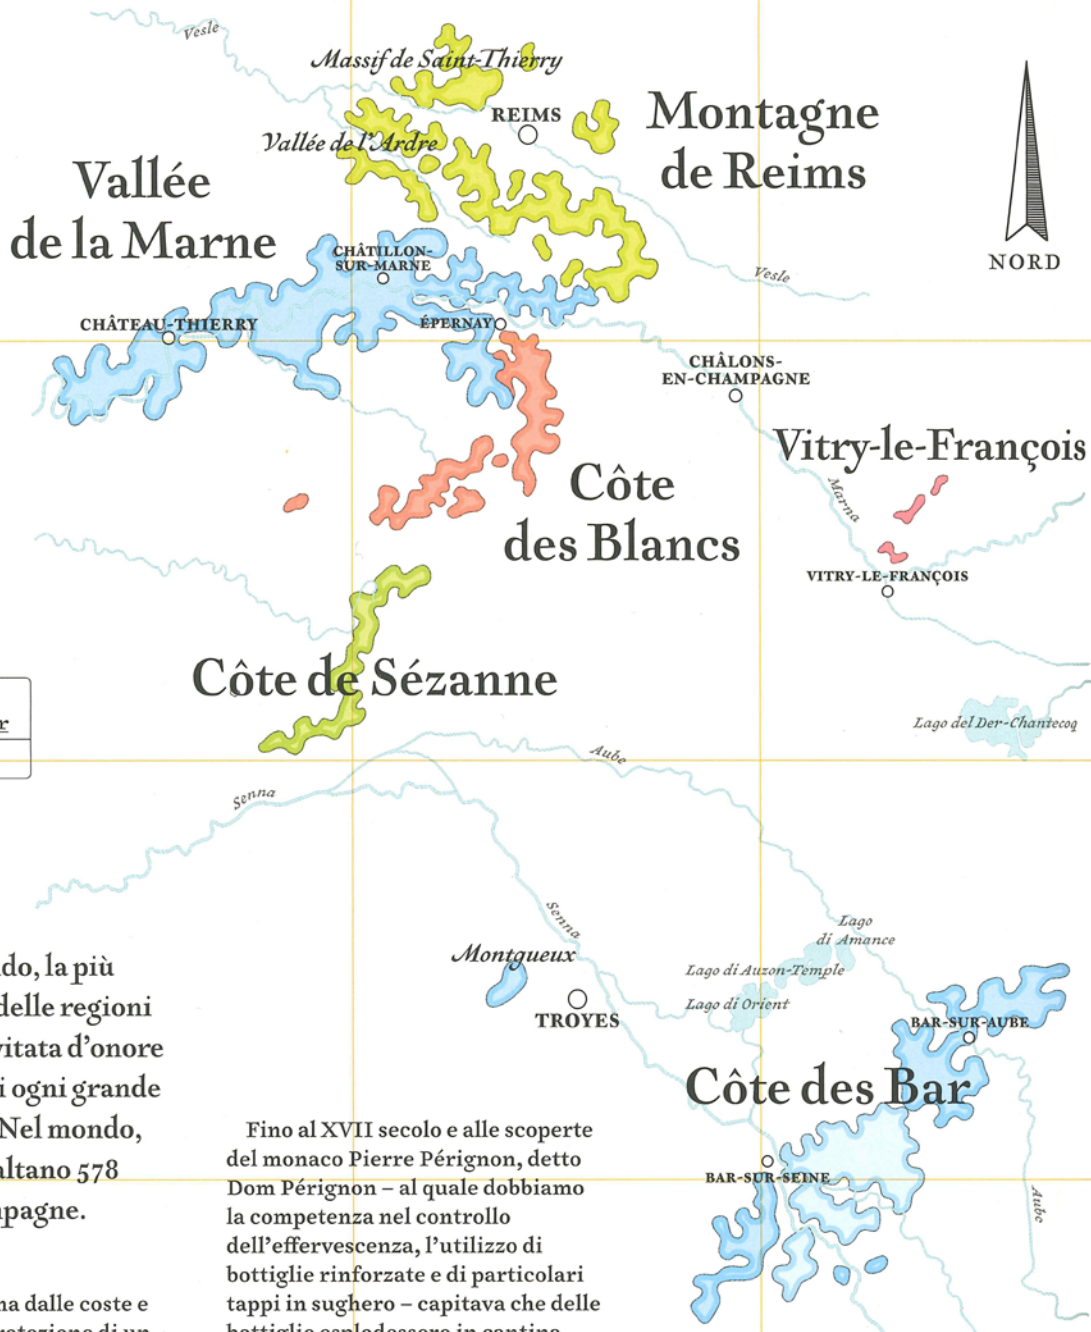 Vesle
Massif de Saint-Thierry
REIMS
Montagne
de Reims
Vallée de l'Ardre
Vallée
de la Marne
CHÂTILLON-
SUR-MARNE
NORD
Vesle
CHÂTEAU-THIERRY
ÉPERNAY
CHÂLONS-
EN-CHAMPAGNE
Vitry-le-François
Marna
Côte
des Blancs
VITRY-LE-FRANÇOIS
Côte de Sézanne
r
Lago del Der-Chantecoq
Aube
Senna
Senna
Lago
di Amance
Montgueux
Lago di Auzon-Temple
Lago di Orient
TROYES
BAR-SUR-AUBE
Côte des Bar
BAR-SUR-SEINE
Aube
do, la più
delle regioni
vitata d'onore
i ogni grande
Nel mondo,
altano 578
pagne.
na dalle coste e
Fino al XVII secolo e alle scoperte
del monaco Pierre Pérignon, detto
Dom Pérignon – al quale dobbiamo
la competenza nel controllo
dell'effervescenza, l'utilizzo di
bottiglie rinforzate e di particolari
tappi in sughero – capitava che delle